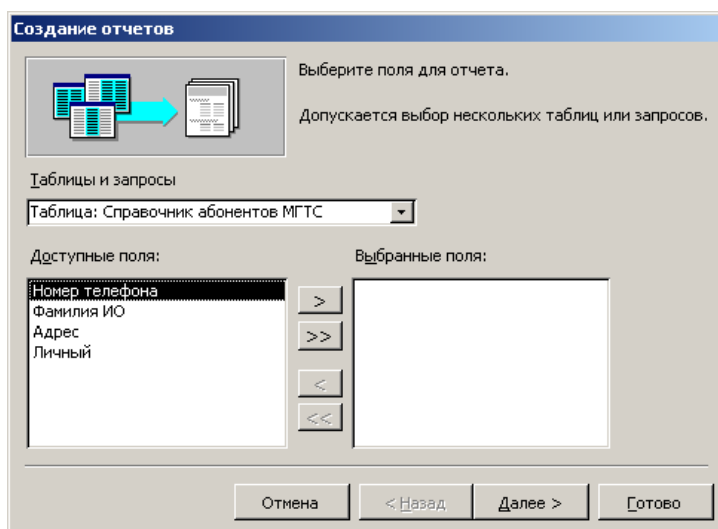 Создание отчетов
Выберите поля для отчета.
Допускается выбор нескольких таблиц или запросов.
Таблицы и запросы
Таблица: Справочник абонентов МГТС
Доступные поля:
Выбранные поля:
Номер телефона
Фамилия ИО
Адрес
Личный
>
>>
<
<<
Отмена
< Назад
Далее >
Готово